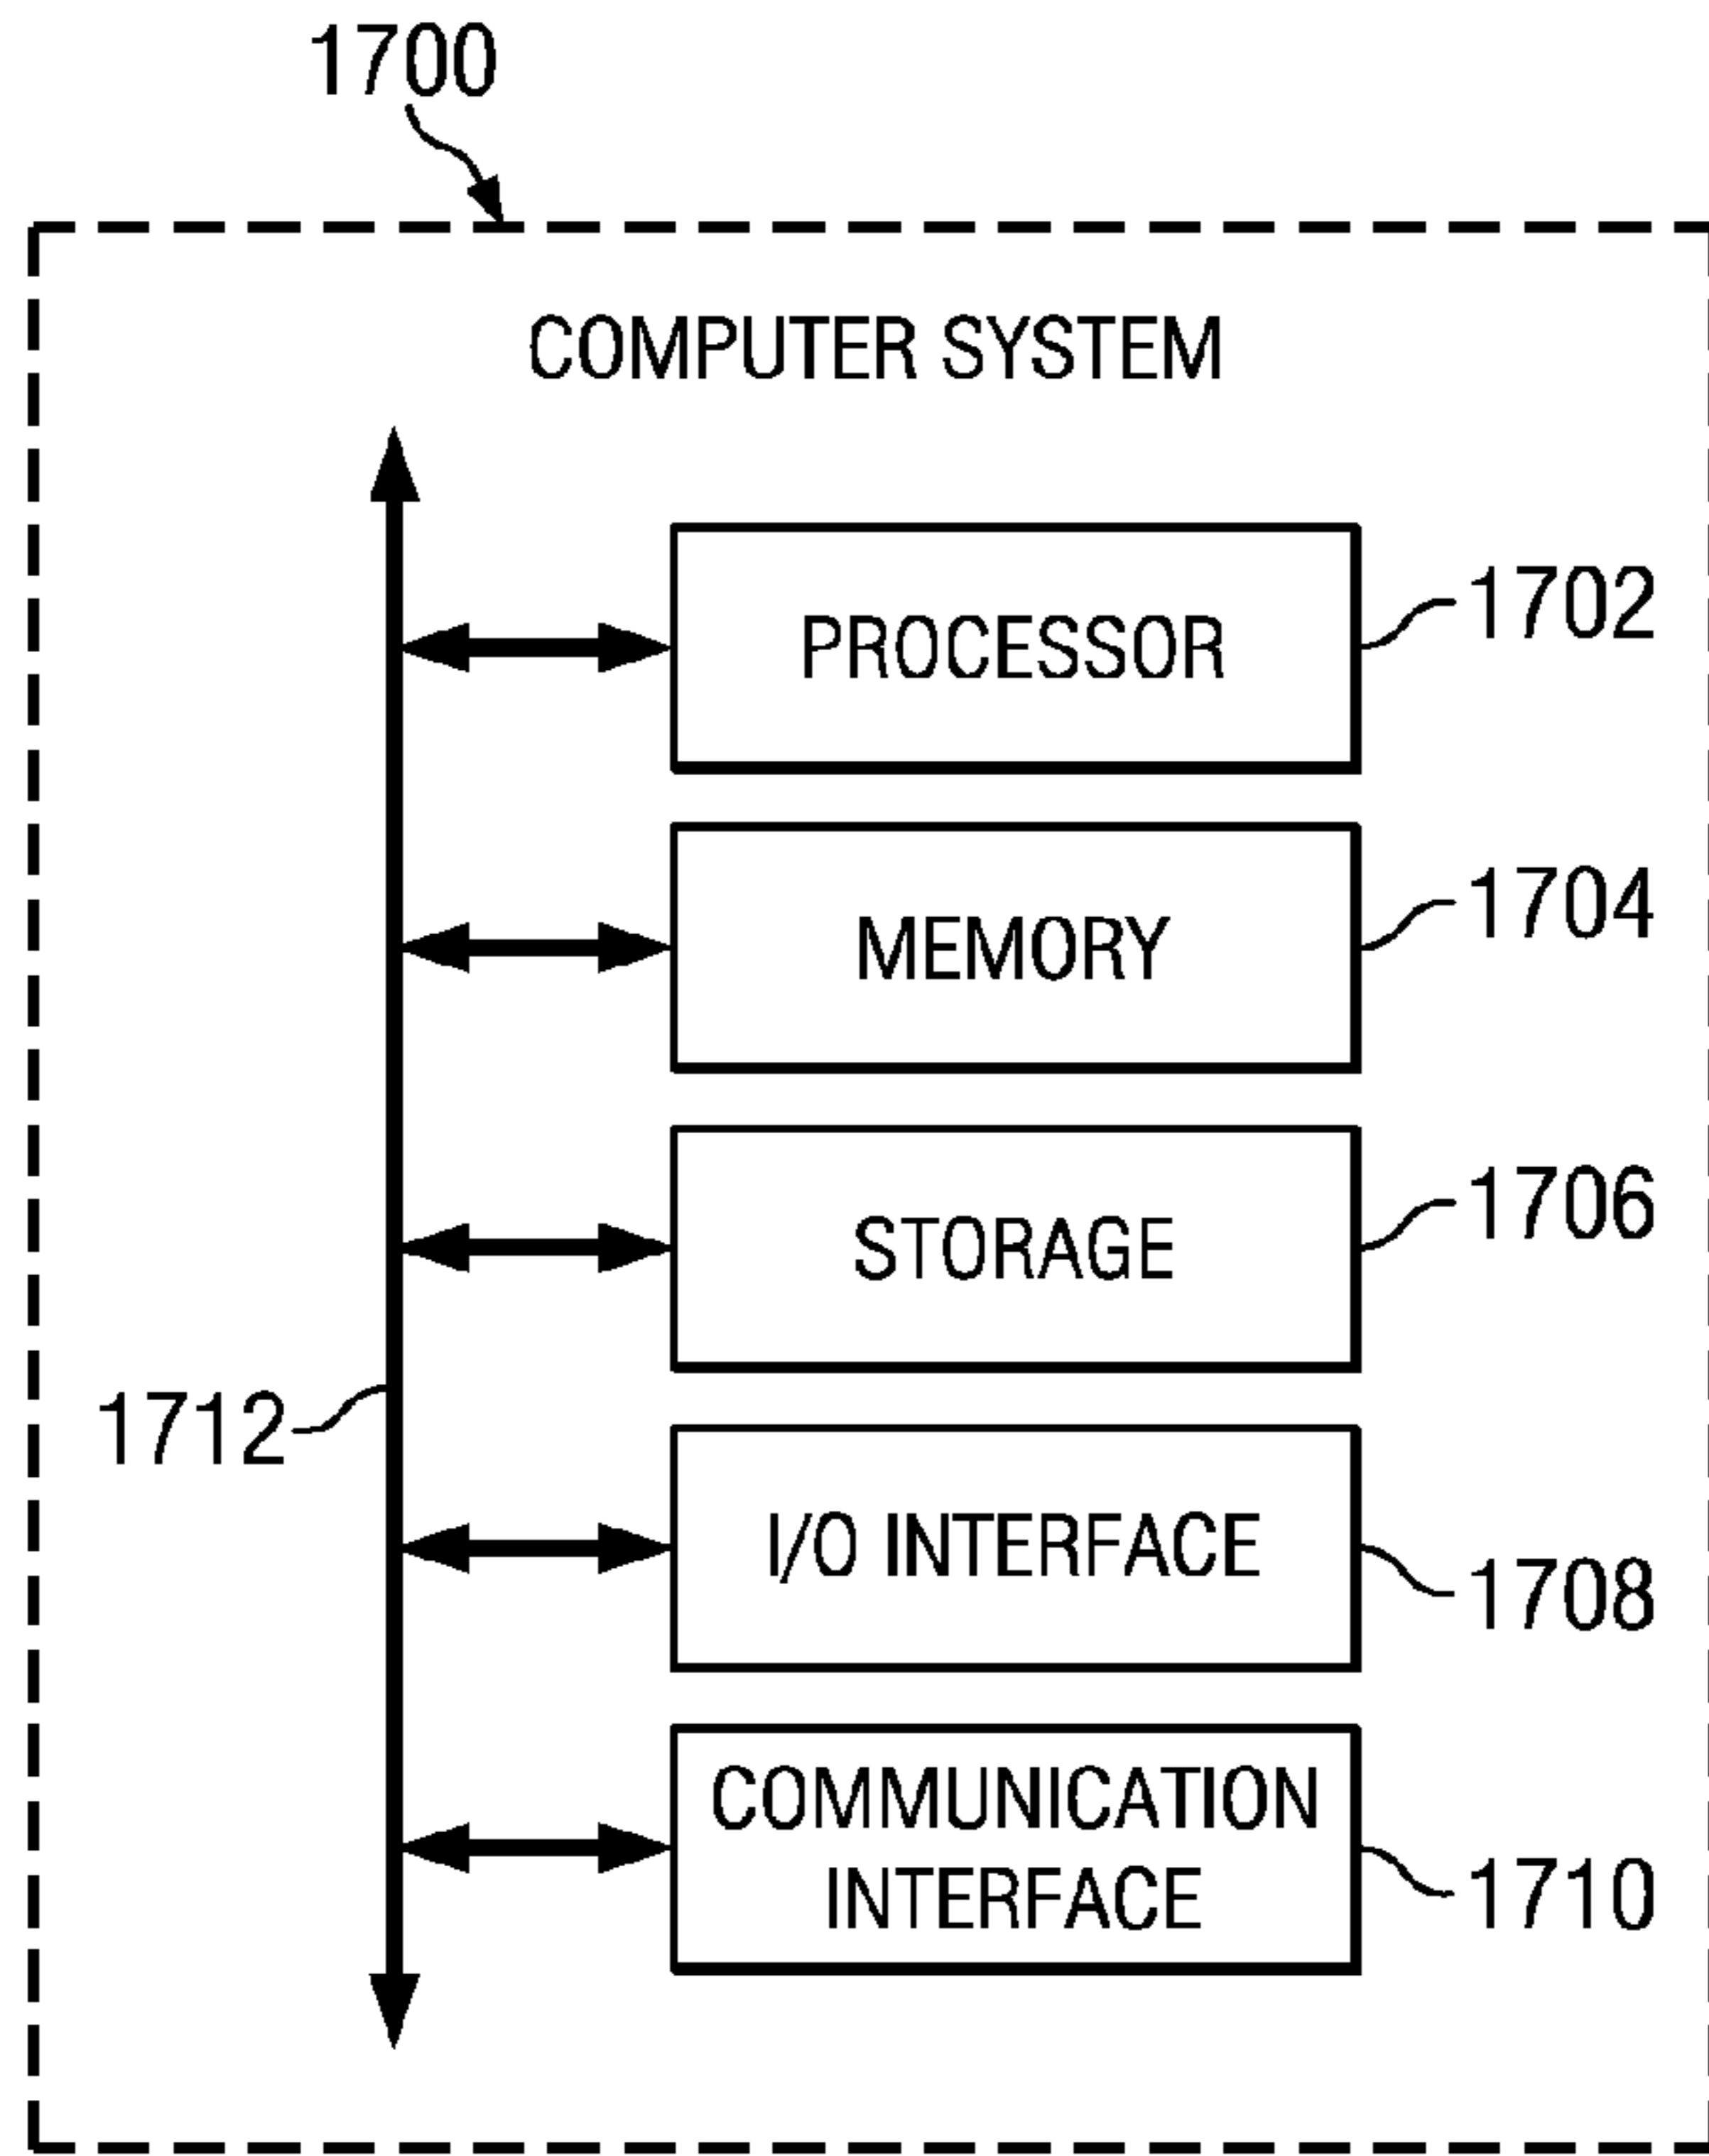 1700
COMPUTER SYSTEM
PROCESSOR
1702
MEMORY
1704
STORAGE
1706
1712
I/O INTERFACE
1708
COMMUNICATION
INTERFACE
1710